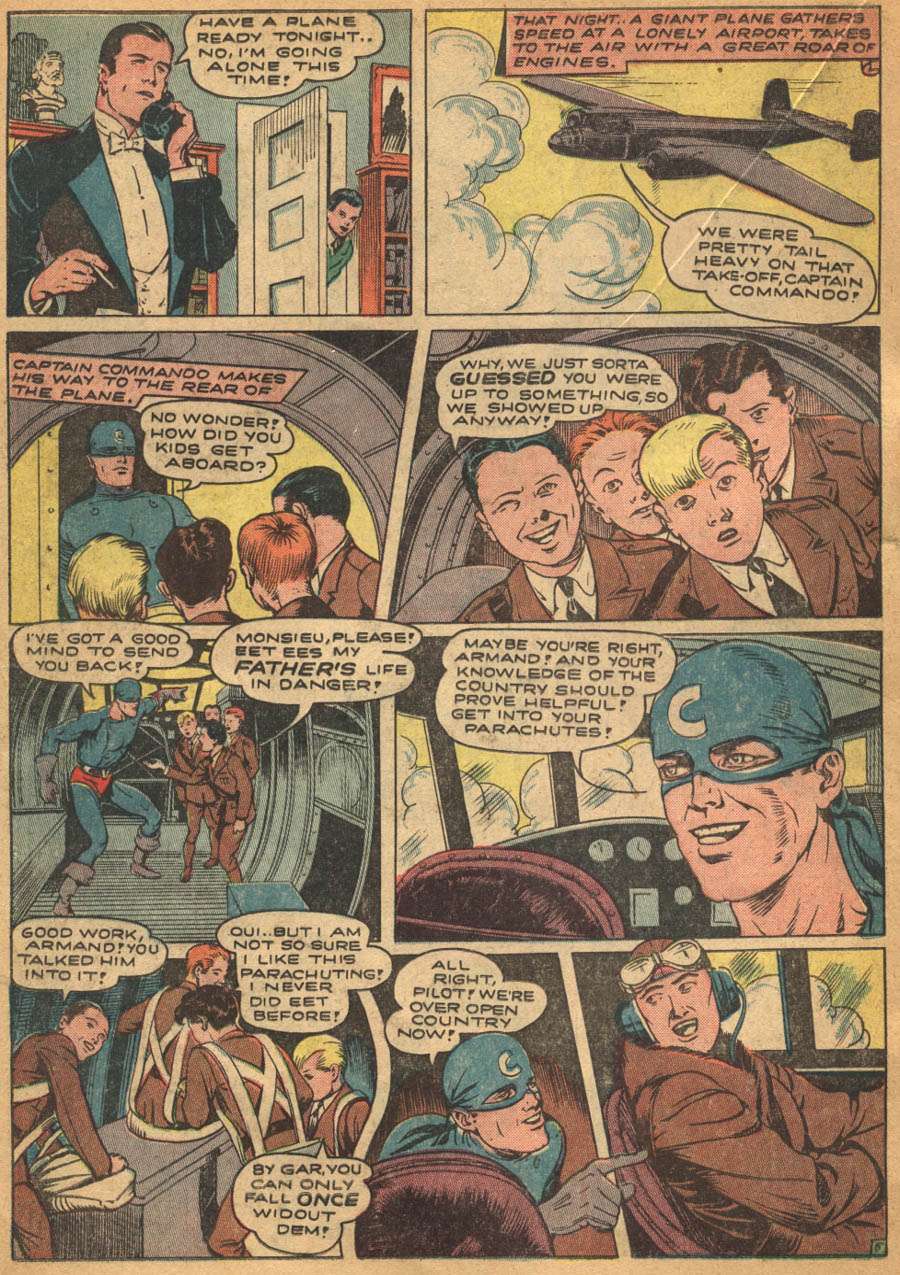 HAVE A PLANE
READY TONIGHT..
NO, I'M GOING
ALONE THIS
TIME!
THAT NIGHT.. A GIANT PLANE GATHERS
SPEED AT A LONELY AIRPORT, TAKES
TO THE AIR WITH A GREAT ROAR OF
ENGINES.
WE WERE
PRETTY TAIL
HEAVY ON THAT
TAKE-OFF, CAPTAIN
COMMANDO!
CAPTAIN COMMANDO MAKES
HIS WAY TO THE REAR OF
THE PLANE.
NO WONDER!
HOW DID YOU
KIDS GET
ABOARD?
C
WHY, WE JUST SORTA
GUESSED YOU WERE
UP TO SOMETHING, SO
WE SHOWED UP
ANYWAY!
I'VE GOT A GOOD
MIND TO SEND
YOU BACK!
MONSIEU, PLEASE!
EET EES MY
FATHER'S LIFE
IN DANGER!
MAYBE YOU'RE RIGHT,
ARMAND! AND YOUR
KNOWLEDGE OF THE
COUNTRY SHOULD
PROVE HELPFUL!
GET INTO YOUR
PARACHUTES!
C
GOOD WORK,
ARMAND! YOU
TALKED HIM
INTO IT!
OUI..BUT I AM
NOT SO SURE
I LIKE THIS
PARACHUTING!
I NEVER
DID EET
BEFORE!
BY GAR, YOU
CAN ONLY
FALL ONCE
WIDOUT
DEM!
ALL
RIGHT,
PILOT! WE'RE
OVER OPEN
COUNTRY
NOW!
C